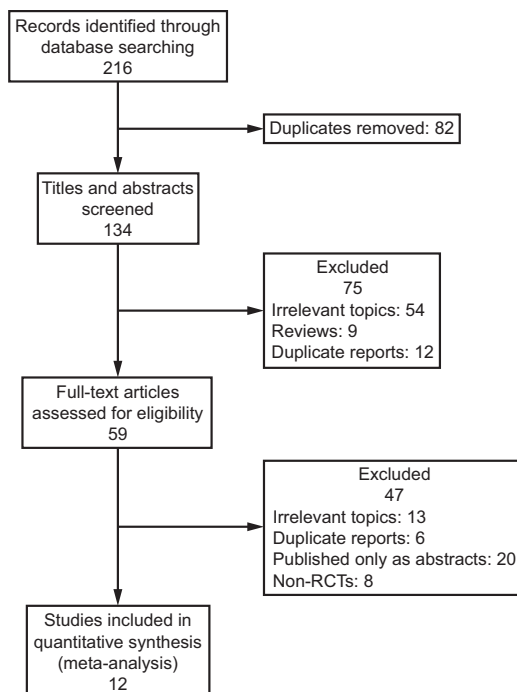 Records identified through
database searching
216
Duplicates removed: 82
Titles and abstracts
screened
134
Excluded
75
Irrelevant topics: 54
Reviews: 9
Duplicate reports: 12
Full-text articles
assessed for eligibility
59
Excluded
47
Irrelevant topics: 13
Duplicate reports: 6
Published only as abstracts: 20
Non-RCTs: 8
Studies included in
quantitative synthesis
(meta-analysis)
12